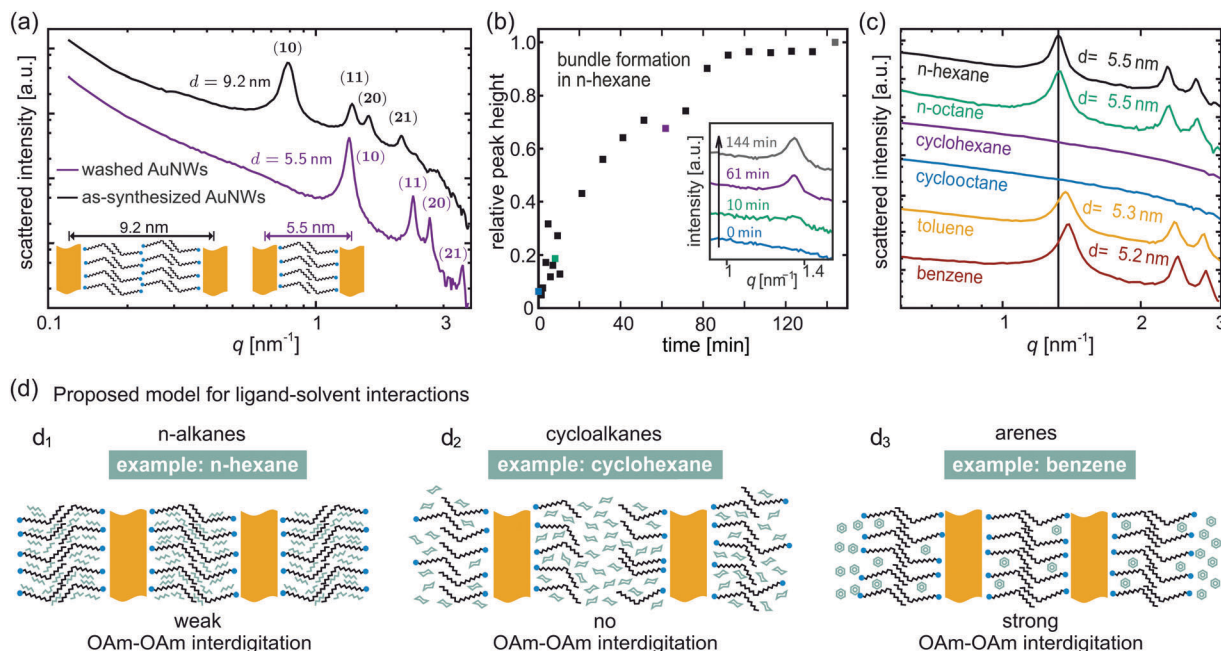 (a)
scattered intensity [a.u.]
(10)
d = 9.2 nm
(11)
(20)
(21)
d = 5.5 nm
(10)
(11)
(20)
(21)
washed AuNWs
as-synthesized AuNWs
9.2 nm
5.5 nm
0.1
1
3
q [nm⁻¹]
(b)
relative peak height
1.0
0.8
0.6
0.4
0.2
0
bundle formation
in n-hexane
intensity [a.u.]
144 min
61 min
10 min
0 min
1
1.4
q [nm⁻¹]
0
20
40
60
80
100
120
time [min]
(c)
scattered intensity [a.u.]
n-hexane
d= 5.5 nm
n-octane
d= 5.5 nm
cyclohexane
cyclooctane
toluene
d= 5.3 nm
benzene
d= 5.2 nm
1
2
3
q [nm⁻¹]
(d) Proposed model for ligand-solvent interactions
d₁
n-alkanes
example: n-hexane
weak
OAm-OAm interdigitation
d₂
cycloalkanes
example: cyclohexane
no
OAm-OAm interdigitation
d₃
arenes
example: benzene
strong
OAm-OAm interdigitation